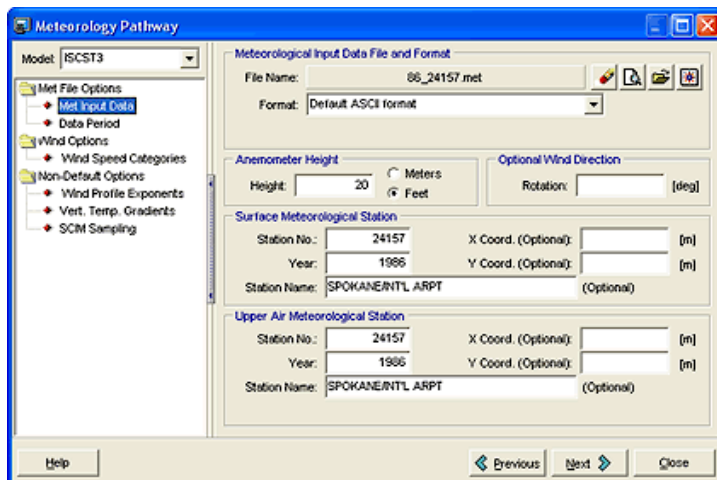 Meteorology Pathway
Model: ISCST3
Met File Options
Met Input Data
Data Period
Wind Options
Wind Speed Categories
Non-Default Options
Wind Profile Exponents
Vert. Temp. Gradients
SCIM Sampling
Meteorological Input Data File and Format
File Name: 86_24157.met
Format: Default ASCII format
Anemometer Height
Height: 20 Meters
Feet
Optional Wind Direction
Rotation: [deg]
Surface Meteorological Station
Station No.: 24157 X Coord. (Optional): [m]
Year: 1986 Y Coord. (Optional): [m]
Station Name: SPOKANE/INT'L ARPT (Optional)
Upper Air Meteorological Station
Station No.: 24157 X Coord. (Optional): [m]
Year: 1986 Y Coord. (Optional): [m]
Station Name: SPOKANE/INT'L ARPT (Optional)
Help Previous Next Close